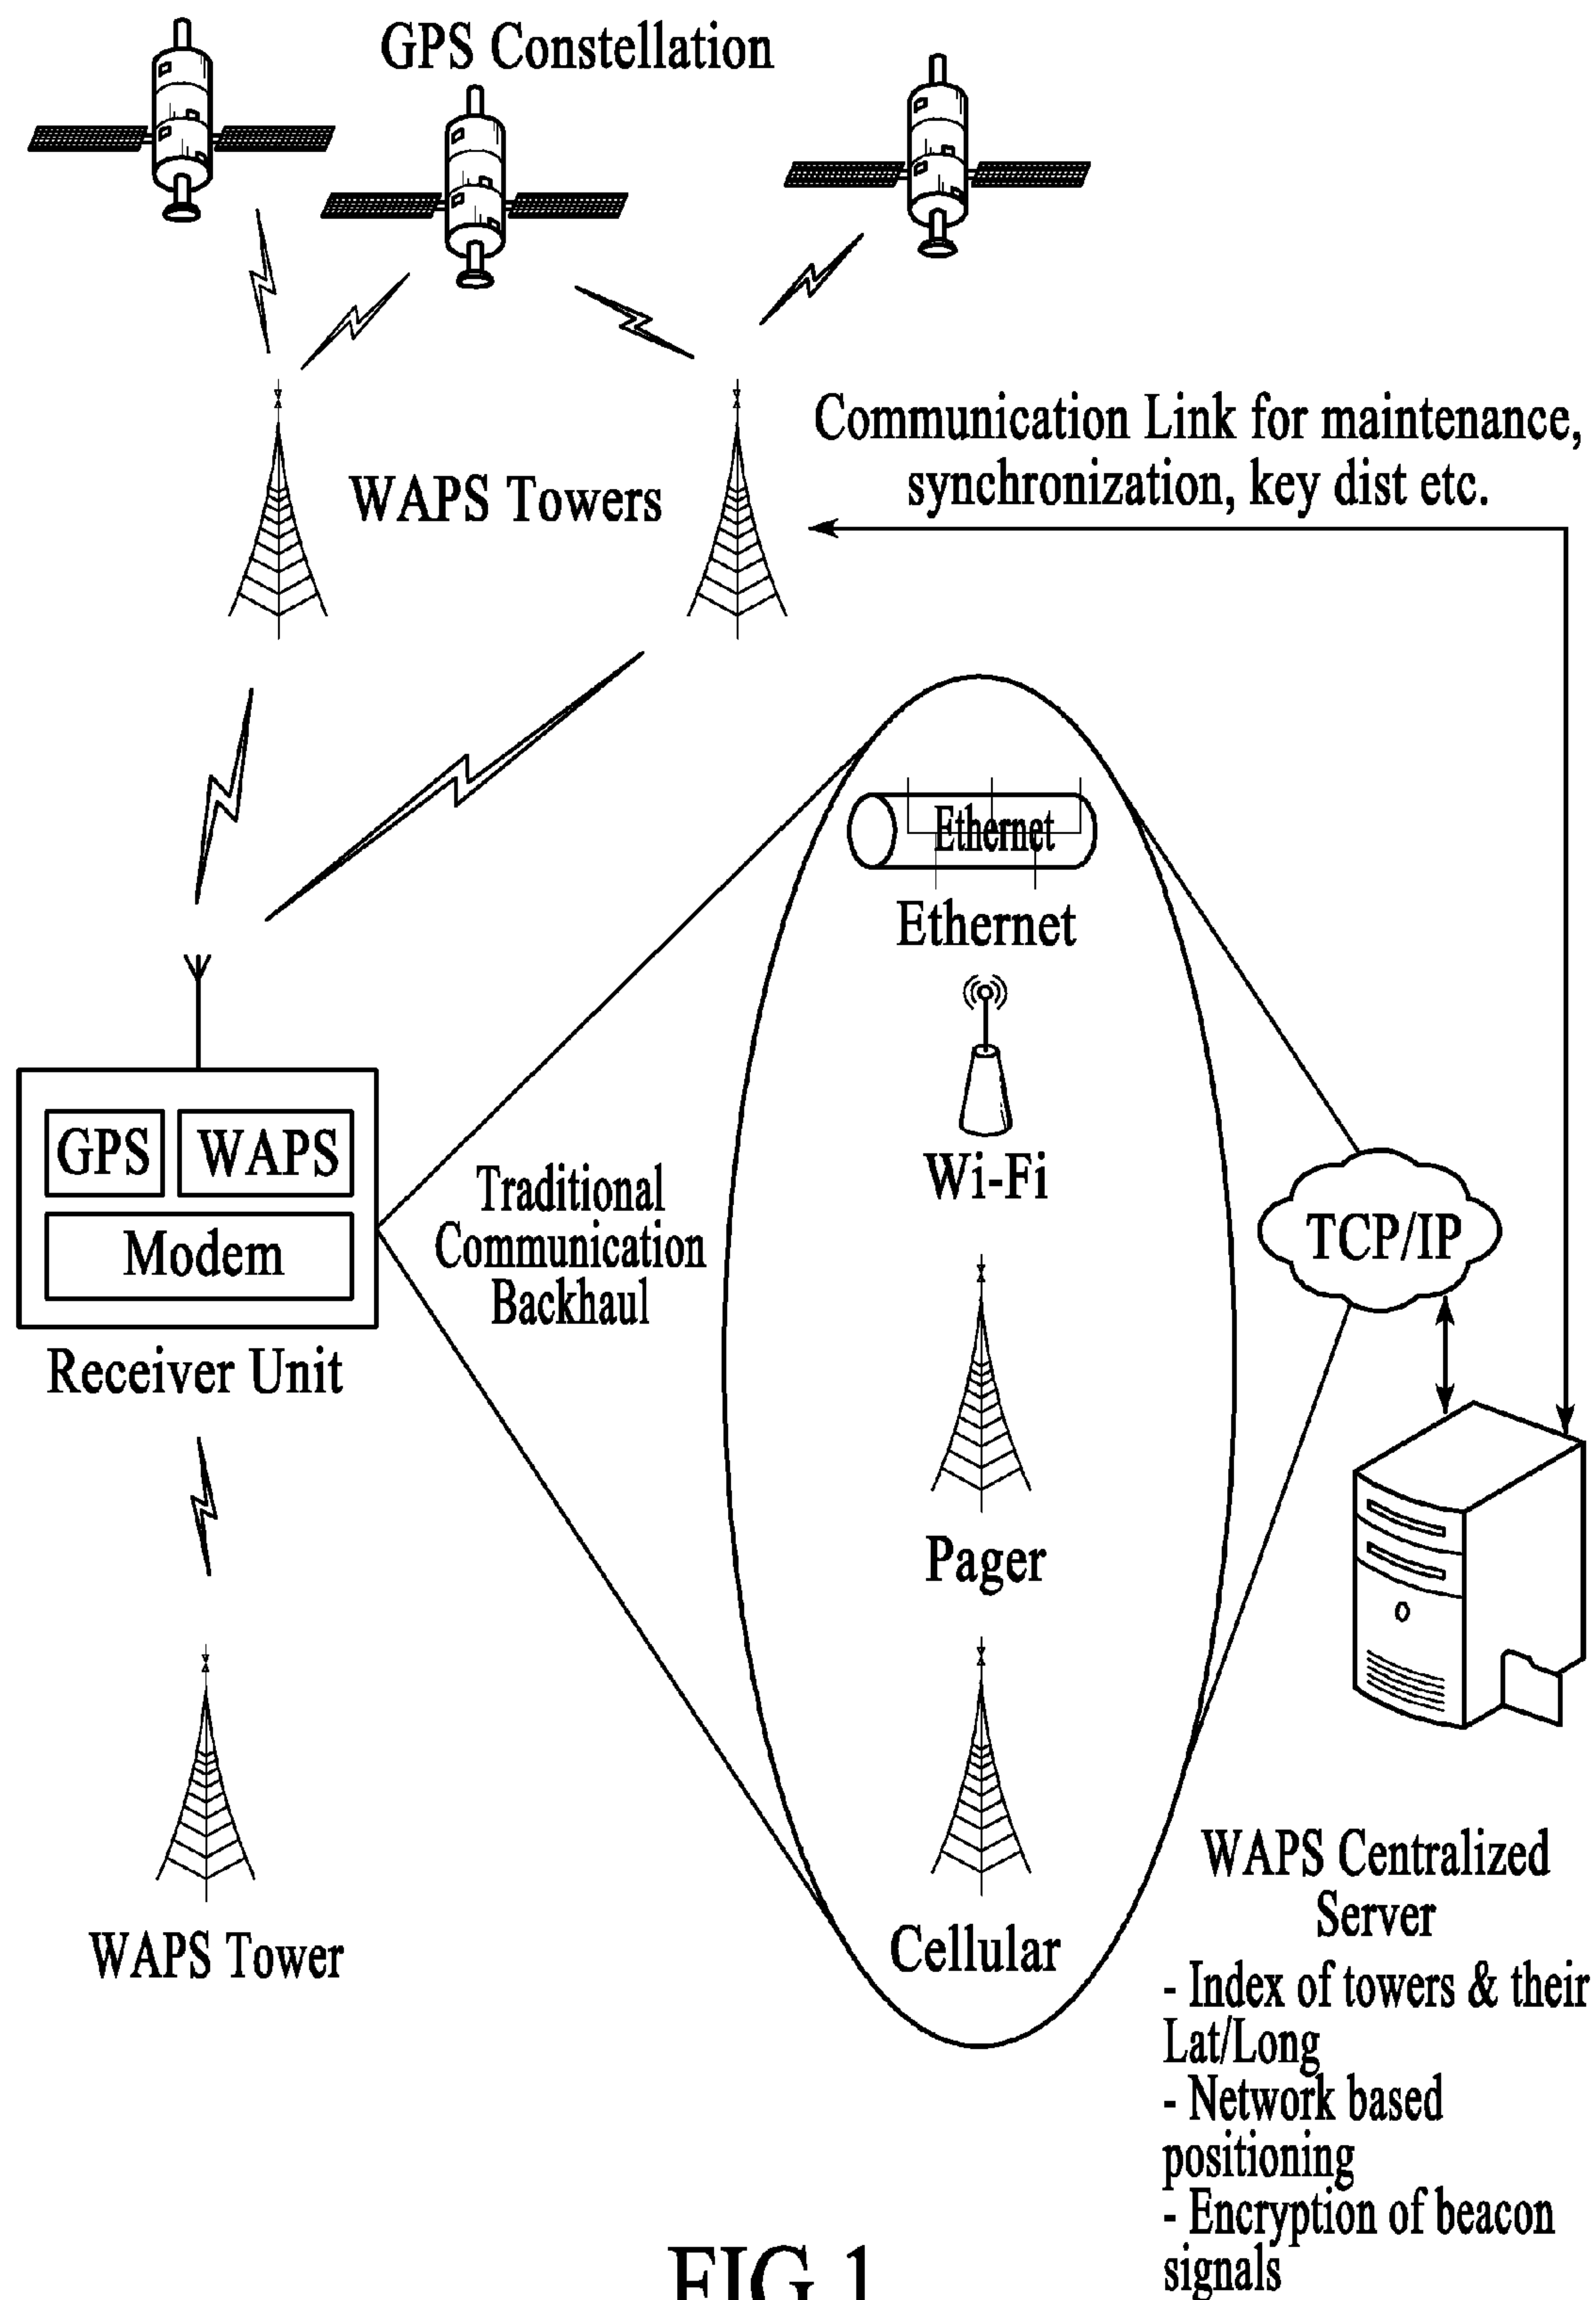 GPS Constellation
Communication Link for maintenance,
synchronization, key dist etc.
WAPS Towers
Ethernet
Ethernet
Wi-Fi
GPS
WAPS
Modem
Receiver Unit
Traditional
Communication
Backhaul
TCP/IP
Pager
Cellular
WAPS Tower
WAPS Centralized
Server
- Index of towers & their
Lat/Long
- Network based
positioning
- Encryption of beacon
signals
FIG.1